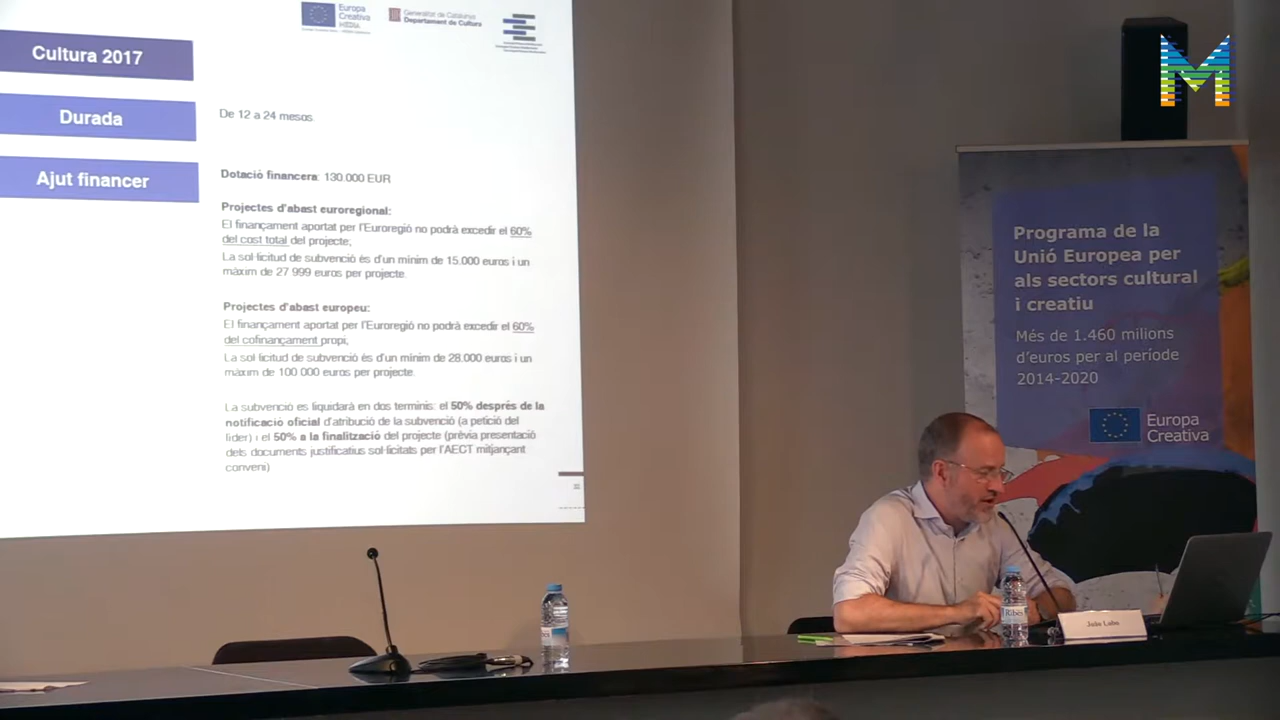 Europa
Creativa
MEDIA
Generalitat de Catalunya
Departament de Cultura
Cultura 2017
Durada
De 12 a 24 mesos.
Ajut financer
Dotació financera: 130.000 EUR
Projectes d'abast euroregional:
El finançament aportat per l'Euroregió no podrà excedir el 60%
del cost total del projecte;
La sol·licitud de subvenció és d'un mínim de 15.000 euros i un
màxim de 27 999 euros per projecte.
Projectes d'abast europeu:
El finançament aportat per l'Euroregió no podrà excedir el 60%
del cofinançament propi;
La sol·licitud de subvenció és d'un mínim de 28.000 euros i un
màxim de 100 000 euros per projecte.
La subvenció es liquidarà en dos terminis: el 50% després de la
notificació oficial d'atribució de la subvenció (a petició del
líder) i el 50% a la finalització del projecte (prèvia presentació
dels documents justificatius sol·licitats per l'AECT mitjançant
conveni)
M
Programa de la
Unió Europea per
als sectors cultural
i creatiu
Més de 1.460 milions
d'euros per al període
2014-2020
Europa
Creativa
Ribes
João Lobo